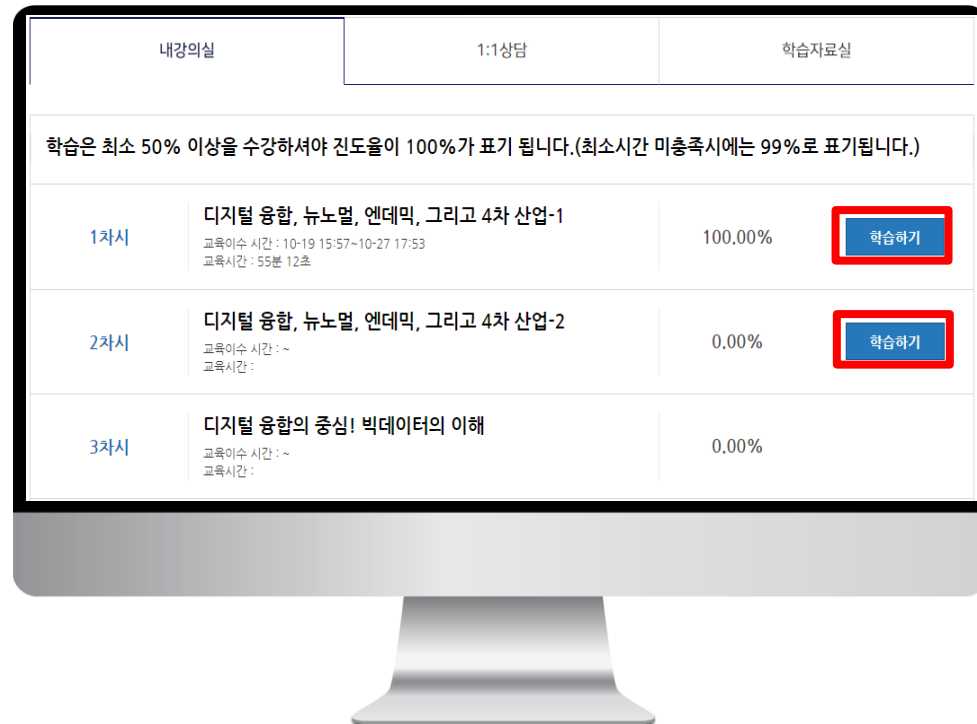 내강의실
1:1상담
학습자료실
학습은 최소 50% 이상을 수강하셔야 진도율이 100%가 표기 됩니다.(최소시간 미충족시에는 99%로 표기됩니다.)
1차시
디지털 융합, 뉴노멀, 엔데믹, 그리고 4차 산업-1
교육이수 시간 : 10-19 15:57~10-27 17:53
교육시간 : 55분 12초
100.00%
학습하기
2차시
디지털 융합, 뉴노멀, 엔데믹, 그리고 4차 산업-2
교육이수 시간 : ~
교육시간 :
0.00%
학습하기
3차시
디지털 융합의 중심! 빅데이터의 이해
교육이수 시간 : ~
교육시간 :
0.00%